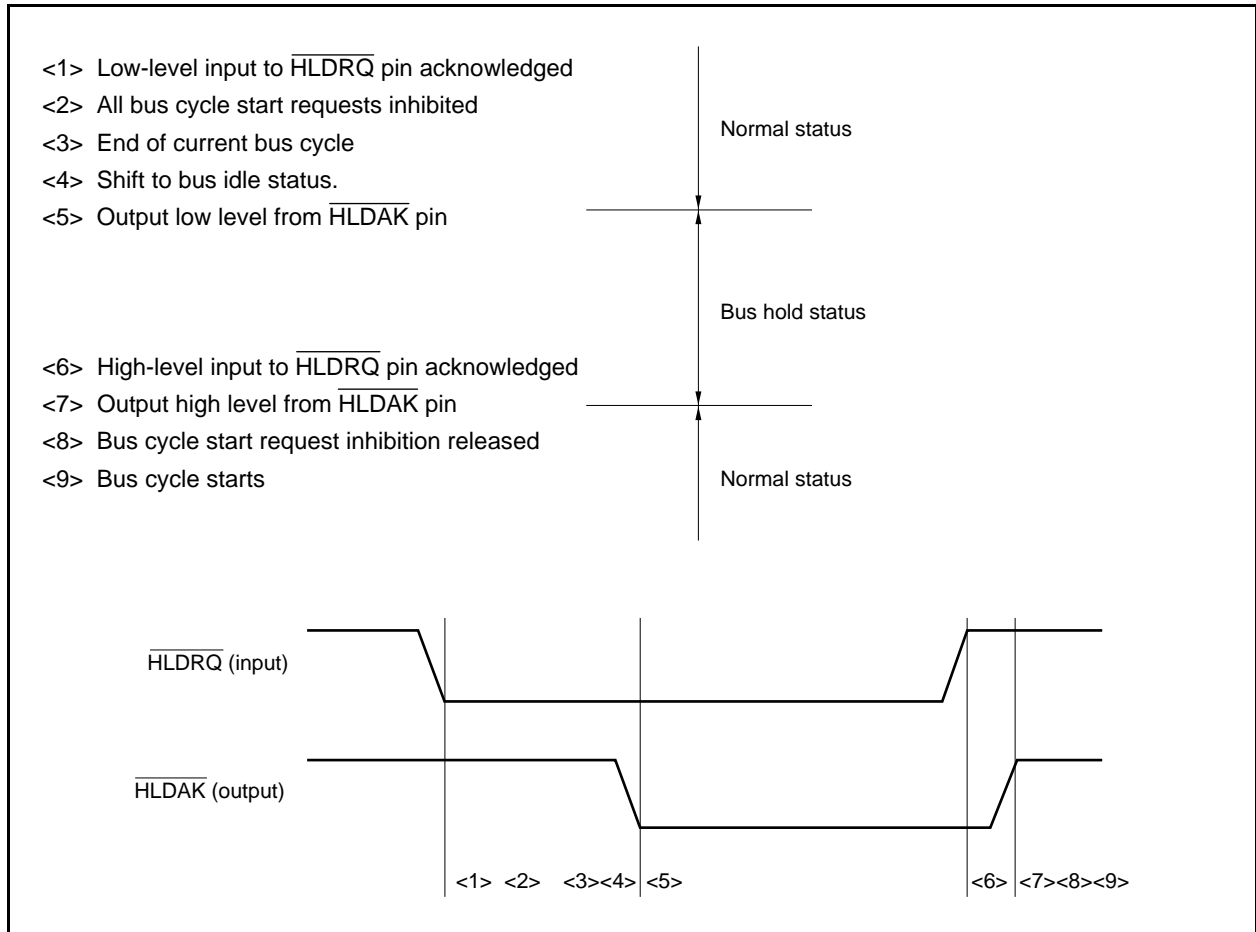 <1> Low-level input to HLDRQ pin acknowledged
<2> All bus cycle start requests inhibited
<3> End of current bus cycle
<4> Shift to bus idle status.
<5> Output low level from HLDAK pin
Normal status
Bus hold status
<6> High-level input to HLDRQ pin acknowledged
<7> Output high level from HLDAK pin
<8> Bus cycle start request inhibition released
<9> Bus cycle starts
Normal status
HLDRQ (input)
HLDAK (output)
<1> <2> <3><4> <5> <6> <7><8><9>